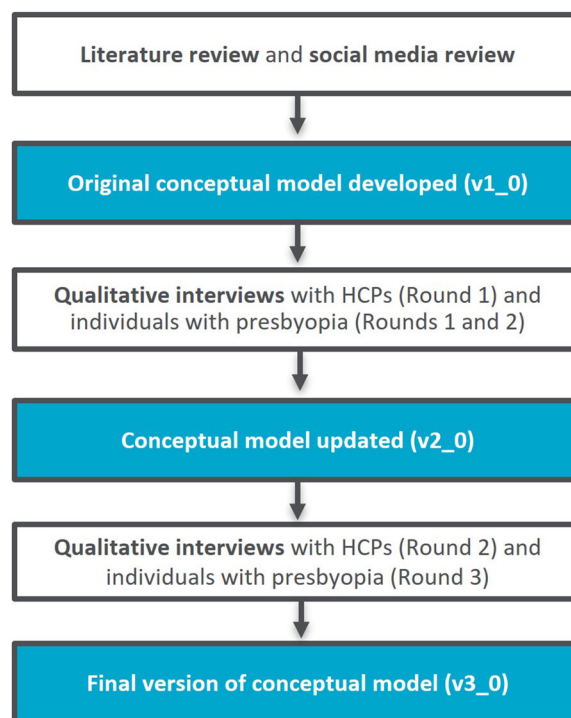 Literature review and social media review
Original conceptual model developed (v1_0)
Qualitative interviews with HCPs (Round 1) and
individuals with presbyopia (Rounds 1 and 2)
Conceptual model updated (v2_0)
Qualitative interviews with HCPs (Round 2) and
individuals with presbyopia (Round 3)
Final version of conceptual model (v3_0)